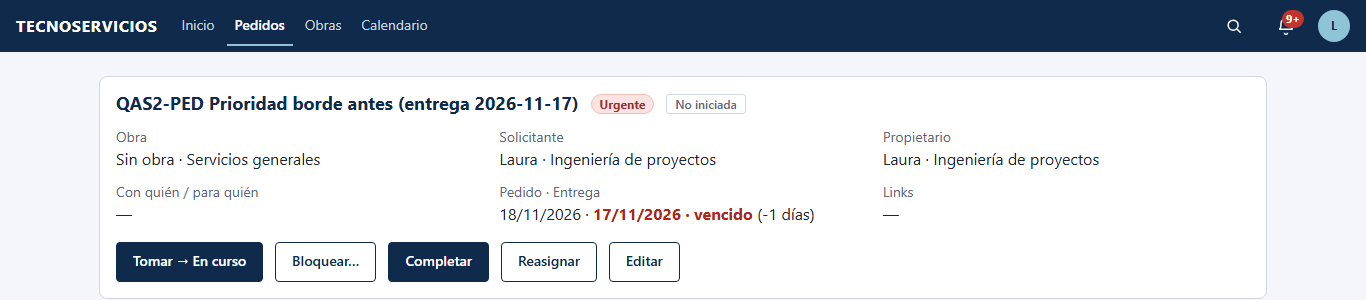 TECNOSERVICIOS Inicio Pedidos Obras Calendario 9+ L
QAS2-PED Prioridad borde antes (entrega 2026-11-17) Urgente No iniciada
Obra Solicitante Propietario
Sin obra · Servicios generales Laura · Ingeniería de proyectos Laura · Ingeniería de proyectos
Con quién / para quién Pedido · Entrega Links
— 18/11/2026 · 17/11/2026 · vencido (-1 días) —
Tomar → En curso Bloquear... Completar Reasignar Editar